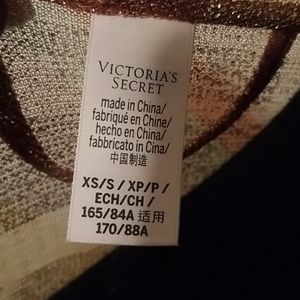 VICTORIA'S
SECRET
made in China/
fabriqué en Chine/
hecho en China/
fabbricato in Cina/
中国制造
XS/S / XP/P /
ECH/CH /
165/84A 适用
170/88A